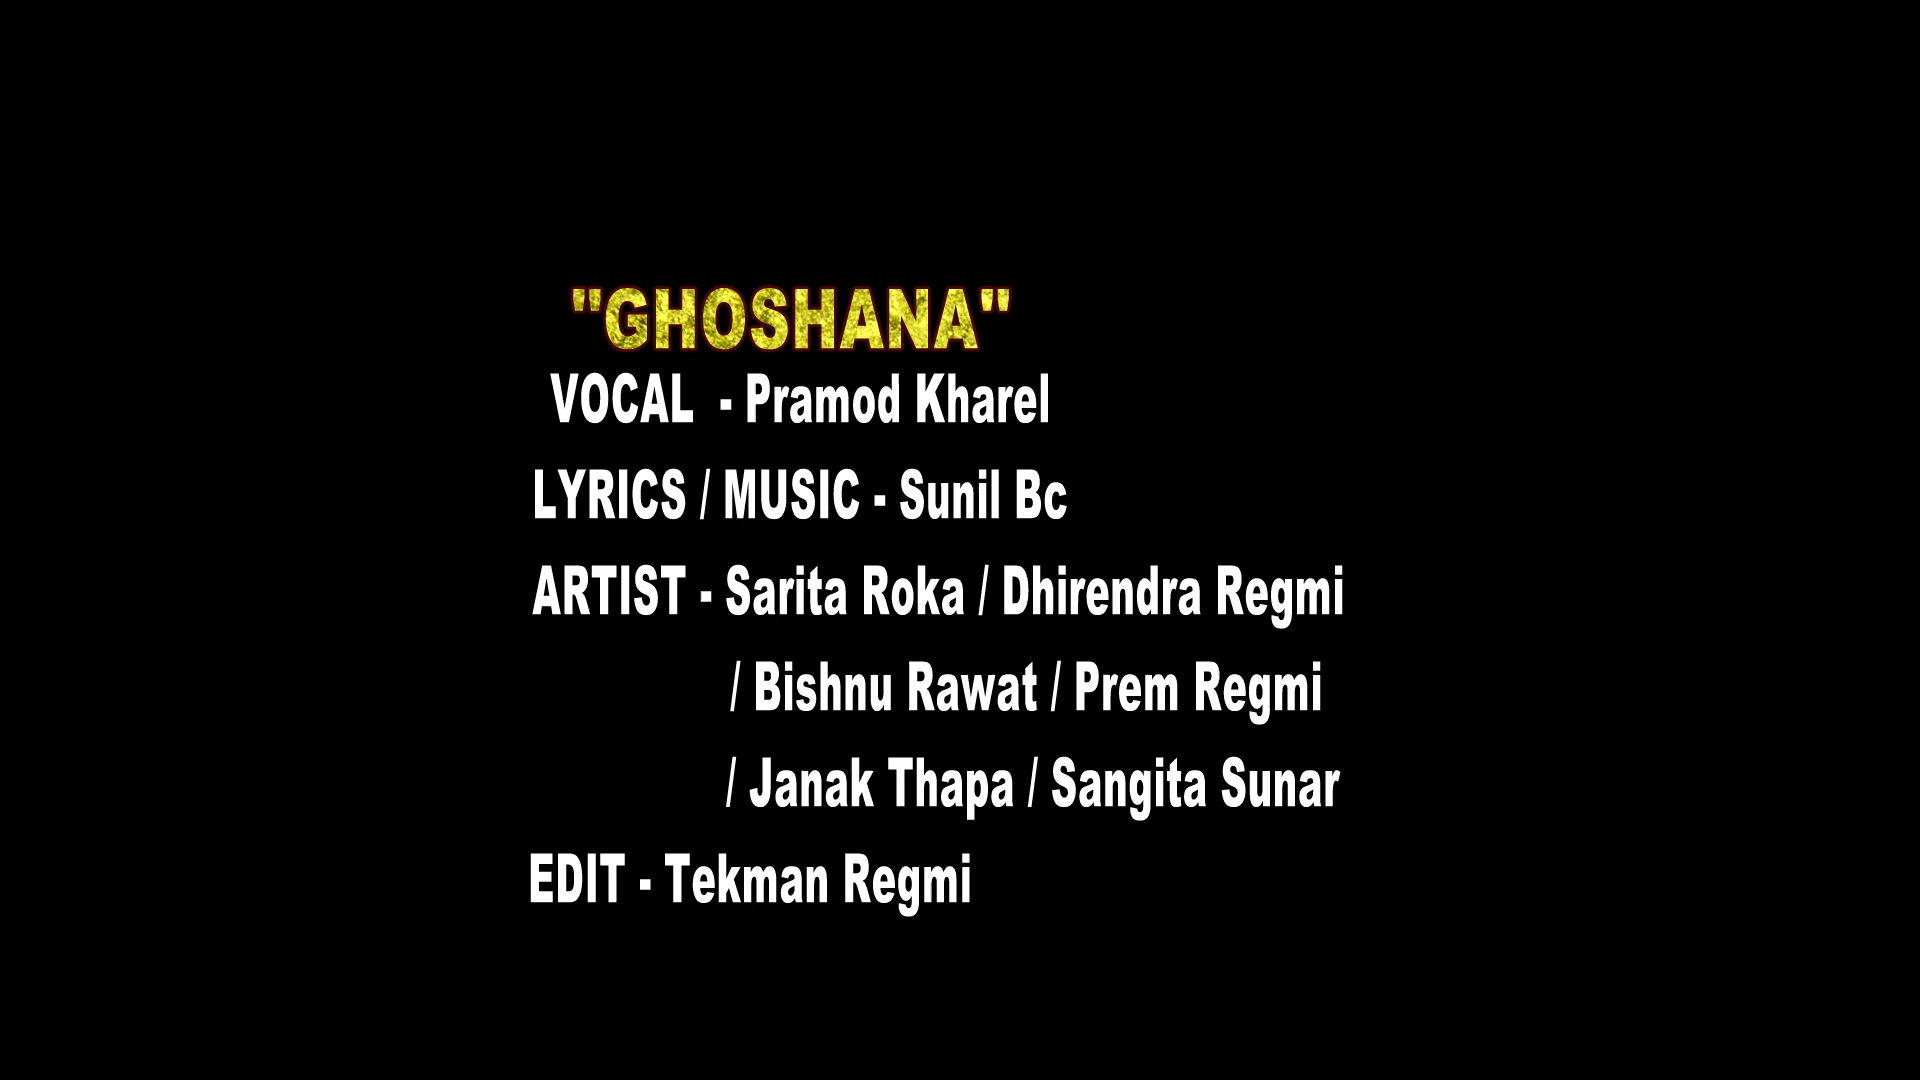 "GHOSHANA"
VOCAL - Pramod Kharel
LYRICS / MUSIC - Sunil Bc
ARTIST - Sarita Roka / Dhirendra Regmi
/ Bishnu Rawat / Prem Regmi
/ Janak Thapa / Sangita Sunar
EDIT - Tekman Regmi